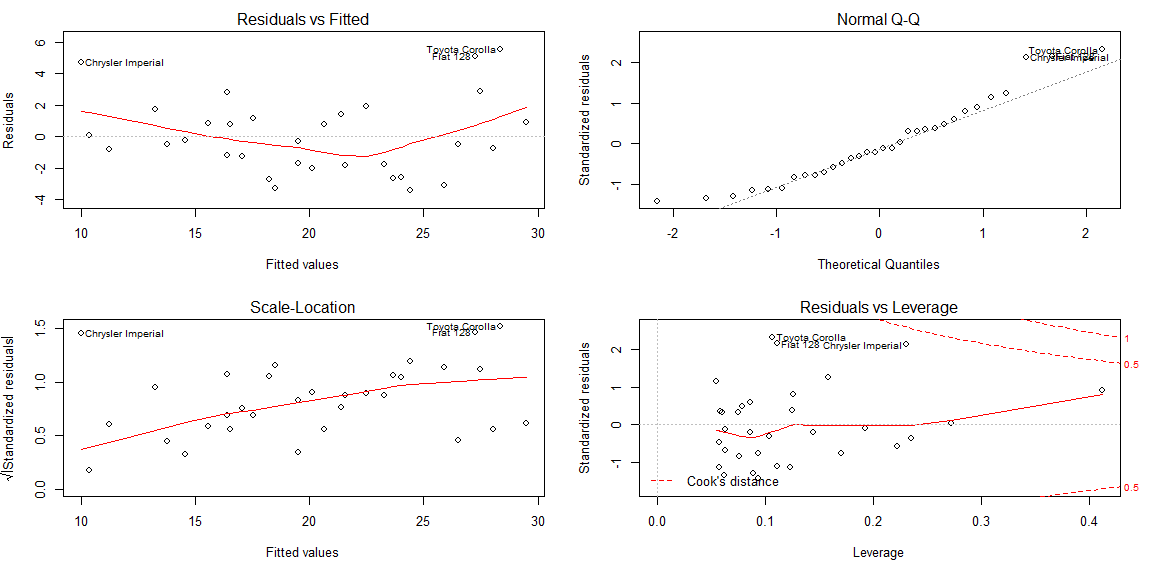 Residuals vs Fitted
Residuals
6
4
2
0
-2
-4
Chrysler Imperial
Toyota Corolla
Fiat 128
10 15 20 25 30
Fitted values
Normal Q-Q
Standardized residuals
2
1
0
-1
Toyota Corolla
Chrysler Imperial
-2 -1 0 1 2
Theoretical Quantiles
Scale-Location
√|Standardized residuals|
1.5
1.0
0.5
0.0
Chrysler Imperial
Toyota Corolla
Fiat 128
10 15 20 25 30
Fitted values
Residuals vs Leverage
Standardized residuals
2
1
0
-1
Toyota Corolla
Fiat 128 Chrysler Imperial
1
0.5
0.5
Cook's distance
0.0 0.1 0.2 0.3 0.4
Leverage